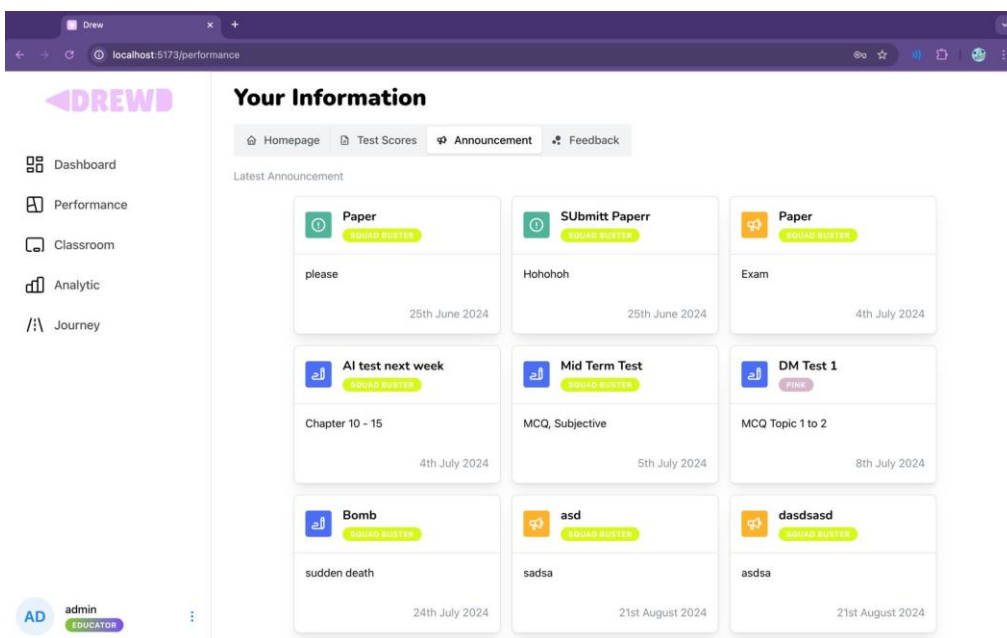 Drew
localhost:5173/performance
DREWD
Your Information
Homepage
Test Scores
Announcement
Feedback
Dashboard
Performance
Classroom
Analytic
Journey
Latest Announcement
Paper
SQUAD BUSTER
please
25th June 2024
SUbmitt Paperr
SQUAD BUSTER
Hohohoh
25th June 2024
Paper
SQUAD BUSTER
Exam
4th July 2024
AI test next week
SQUAD BUSTER
Chapter 10 - 15
4th July 2024
Mid Term Test
SQUAD BUSTER
MCQ, Subjective
5th July 2024
DM Test 1
PINK
MCQ Topic 1 to 2
8th July 2024
Bomb
SQUAD BUSTER
sudden death
24th July 2024
asd
SQUAD BUSTER
sadsa
21st August 2024
dasdsasd
SQUAD BUSTER
asdsa
21st August 2024
AD
admin
EDUCATOR